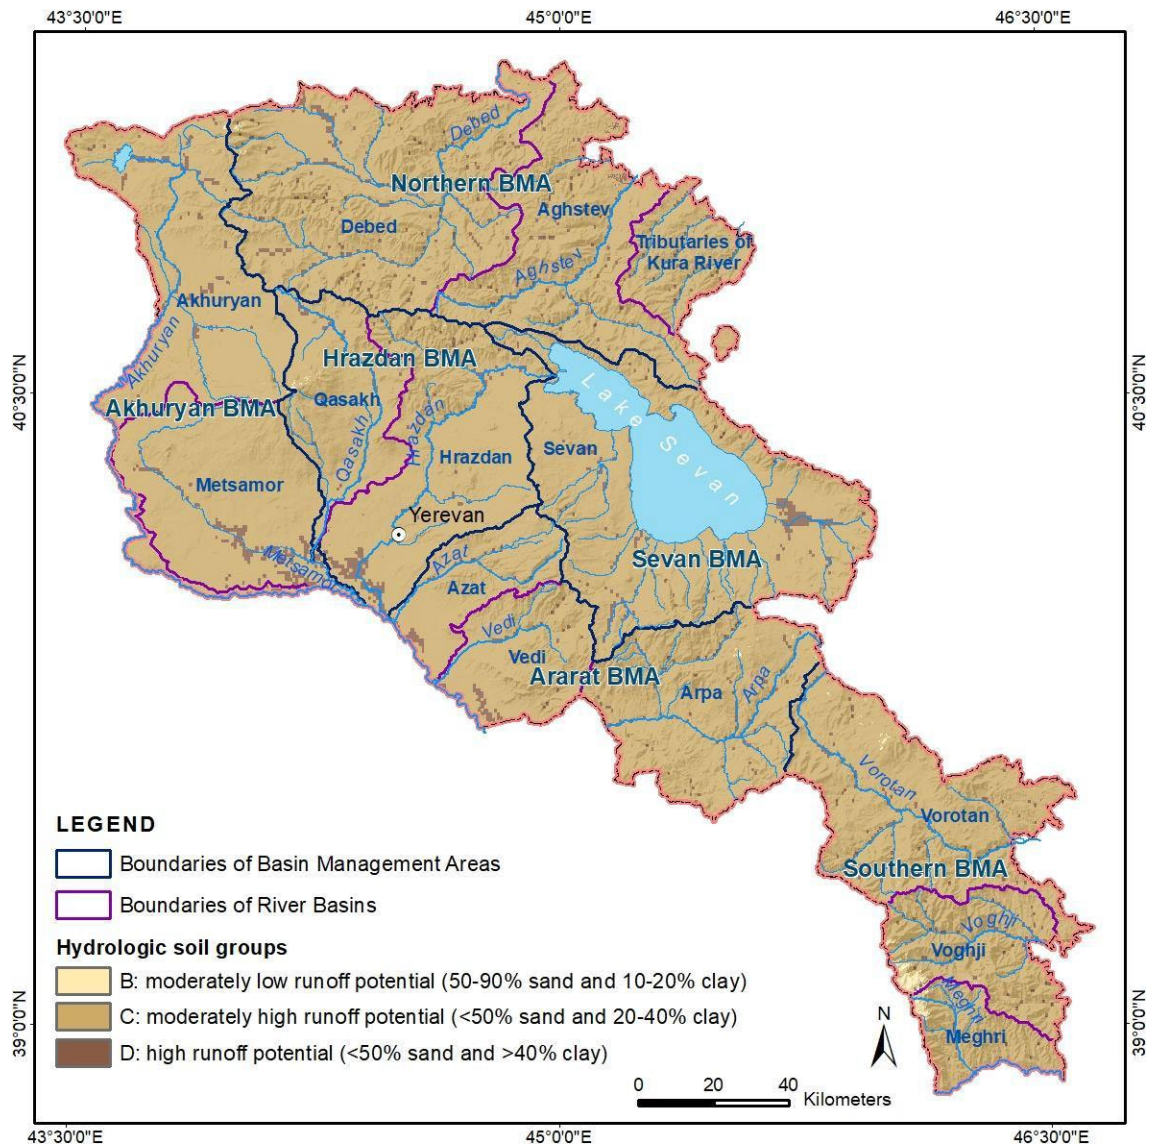 43°30'0"E
45°0'0"E
46°30'0"E
Debed
Northern BMA
Aghstev
Debed
Tributaries of
Kura River
Aghstev
Akhuryan
Akhuryan
Hrazdan BMA
Lake Sevan
40°30'0"N
40°30'0"N
Qasakh
Akhuryan BMA
Hrazdan
Qasakh
Sevan
Hrazdan
Metsamor
Yerevan
Metsamor
Azat
Sevan BMA
Azat
Vedi
Vedi
Ararat BMA
Arpa
Arpa
Vorotan
Vorotan
Southern BMA
Voghji
Voghji
Meghri
Meghri
LEGEND
Boundaries of Basin Management Areas
Boundaries of River Basins
Hydrologic soil groups
B: moderately low runoff potential (50-90% sand and 10-20% clay)
C: moderately high runoff potential (<50% sand and 20-40% clay)
D: high runoff potential (<50% sand and >40% clay)
39°0'0"N
39°0'0"N
N
0 20 40
Kilometers
43°30'0"E
45°0'0"E
46°30'0"E